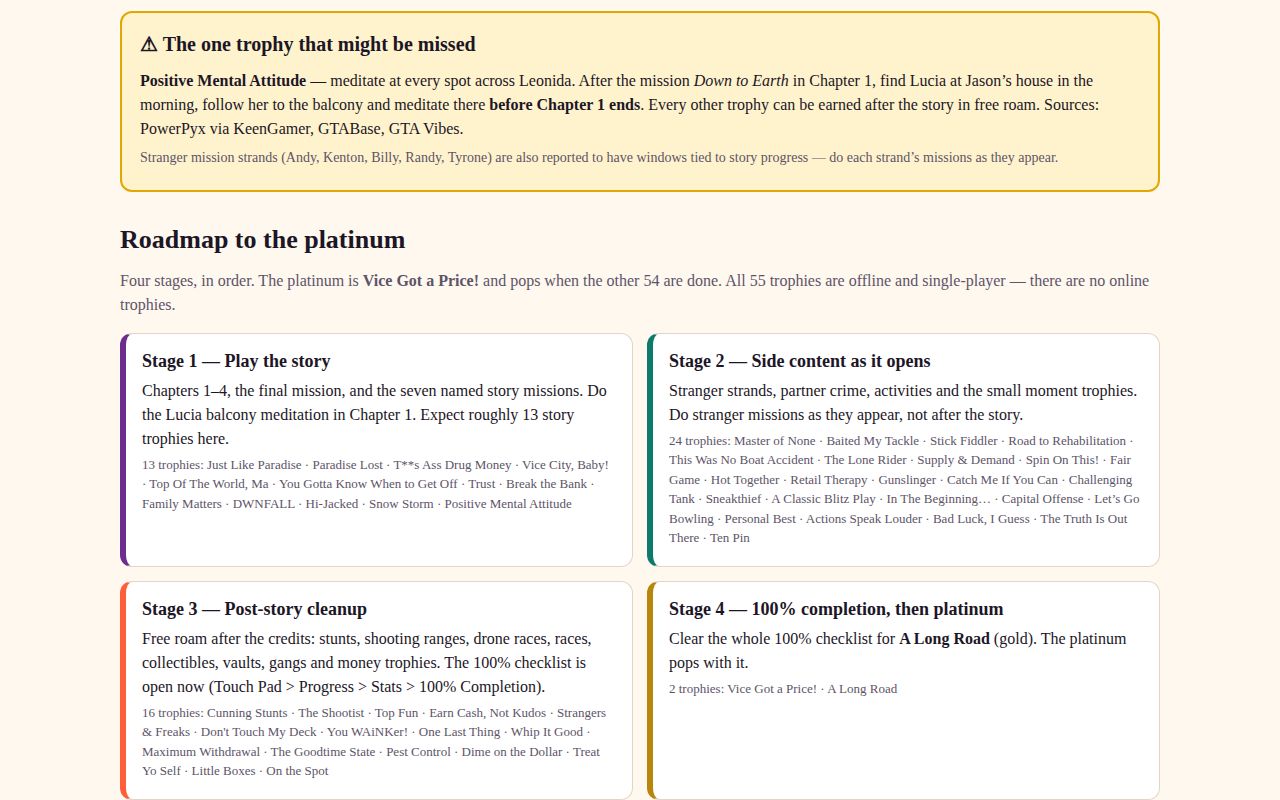 ⚠ The one trophy that might be missed
Positive Mental Attitude — meditate at every spot across Leonida. After the mission Down to Earth in Chapter 1, find Lucia at Jason’s house in the
morning, follow her to the balcony and meditate there before Chapter 1 ends. Every other trophy can be earned after the story in free roam. Sources:
PowerPyx via KeenGamer, GTABase, GTA Vibes.
Stranger mission strands (Andy, Kenton, Billy, Randy, Tyrone) are also reported to have windows tied to story progress — do each strand’s missions as they appear.
Roadmap to the platinum
Four stages, in order. The platinum is Vice Got a Price! and pops when the other 54 are done. All 55 trophies are offline and single-player — there are no online
trophies.
Stage 1 — Play the story
Chapters 1–4, the final mission, and the seven named story missions. Do
the Lucia balcony meditation in Chapter 1. Expect roughly 13 story
trophies here.
13 trophies: Just Like Paradise · Paradise Lost · T**s Ass Drug Money · Vice City, Baby!
· Top Of The World, Ma · You Gotta Know When to Get Off · Trust · Break the Bank ·
Family Matters · DWNFALL · Hi-Jacked · Snow Storm · Positive Mental Attitude
Stage 2 — Side content as it opens
Stranger strands, partner crime, activities and the small moment trophies.
Do stranger missions as they appear, not after the story.
24 trophies: Master of None · Baited My Tackle · Stick Fiddler · Road to Rehabilitation ·
This Was No Boat Accident · The Lone Rider · Supply & Demand · Spin On This! · Fair
Game · Hot Together · Retail Therapy · Gunslinger · Catch Me If You Can · Challenging
Tank · Sneakthief · A Classic Blitz Play · In The Beginning… · Capital Offense · Let’s Go
Bowling · Personal Best · Actions Speak Louder · Bad Luck, I Guess · The Truth Is Out
There · Ten Pin
Stage 3 — Post-story cleanup
Free roam after the credits: stunts, shooting ranges, drone races, races,
collectibles, vaults, gangs and money trophies. The 100% checklist is
open now (Touch Pad > Progress > Stats > 100% Completion).
16 trophies: Cunning Stunts · The Shootist · Top Fun · Earn Cash, Not Kudos · Strangers
& Freaks · Don't Touch My Deck · You WAiNKer! · One Last Thing · Whip It Good ·
Maximum Withdrawal · The Goodtime State · Pest Control · Dime on the Dollar · Treat
Yo Self · Little Boxes · On the Spot
Stage 4 — 100% completion, then platinum
Clear the whole 100% checklist for A Long Road (gold). The platinum
pops with it.
2 trophies: Vice Got a Price! · A Long Road